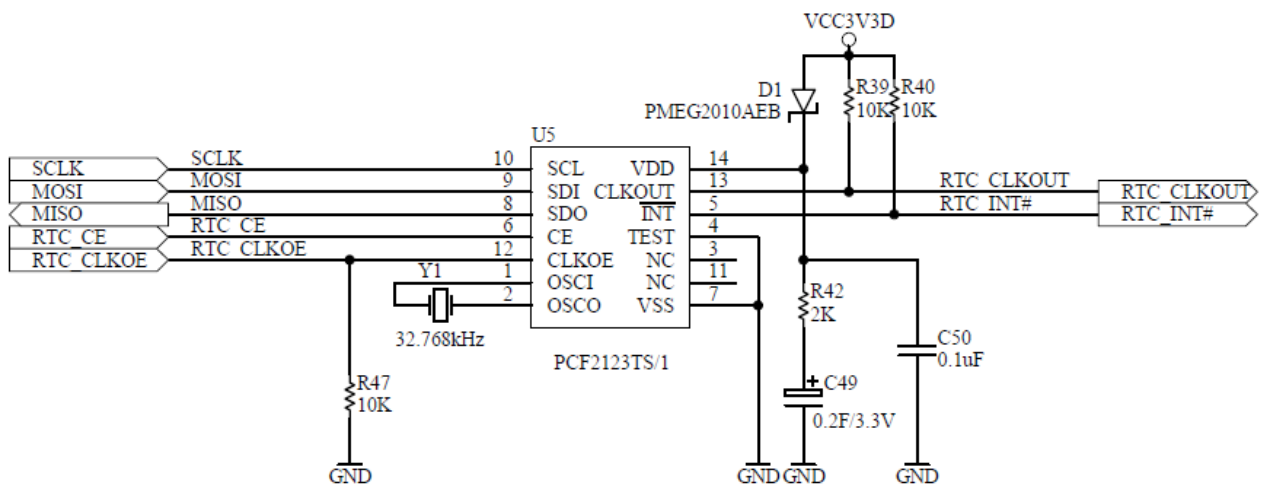 VCC3V3D
D1
PMEG2010AEB
R39
10K
R40
10K
U5
SCLK
SCLK
10
SCL
VDD
14
MOSI
MOSI
9
SDI
CLKOUT
13
RTC_CLKOUT
RTC_CLKOUT
MISO
MISO
8
SDO
INT
5
RTC_INT#
RTC_INT#
RTC_CE
RTC_CE
6
CE
TEST
4
RTC_CLKOE
RTC_CLKOE
12
CLKOE
NC
3
Y1
1
OSCI
NC
11
2
OSCO
VSS
7
32.768kHz
PCF2123TS/1
R42
2K
C50
0.1uF
R47
10K
+
C49
0.2F/3.3V
GND
GND
GND
GND